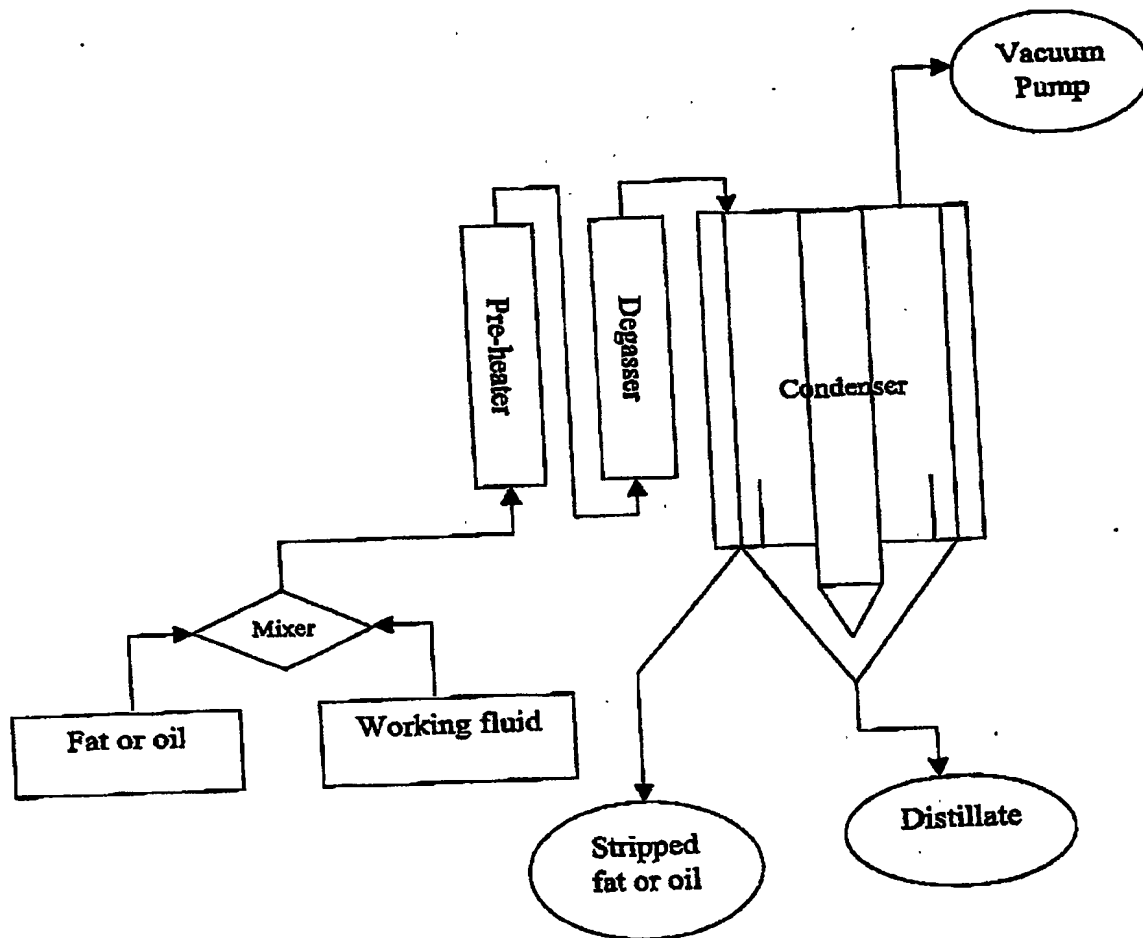 Vacuum
Pump
Pre-heater
Degasser
Condenser
Mixer
Fat or oil
Working fluid
Stripped
fat or oil
Distillate